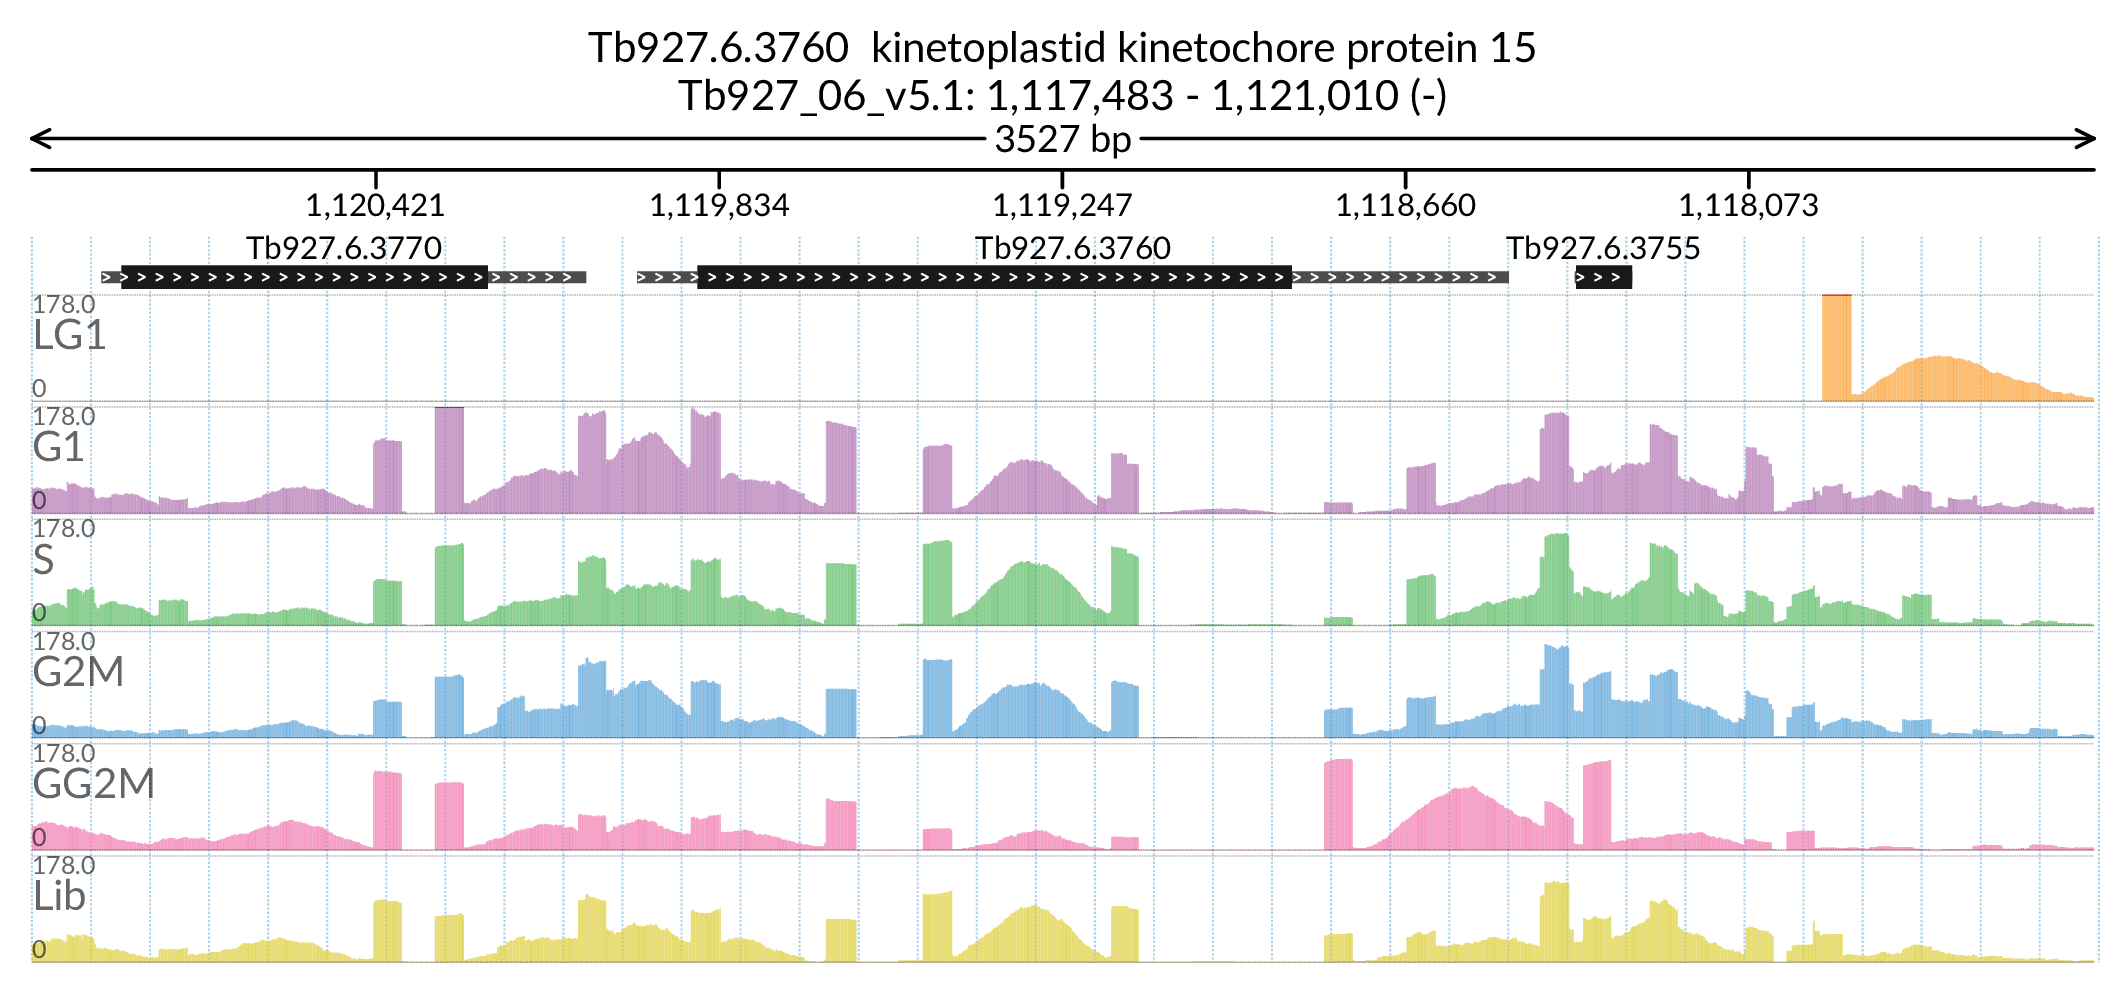 Tb927.6.3760  kinetoplastid kinetochore protein 15
Tb927_06_v5.1: 1,117,483 - 1,121,010 (-)
3527 bp
1,120,421 1,119,834 1,119,247 1,118,660 1,118,073
Tb927.6.3770 Tb927.6.3760 Tb927.6.3755
178.0
LG1
0
178.0
G1
0
178.0
S
0
178.0
G2M
0
178.0
GG2M
0
178.0
Lib
0